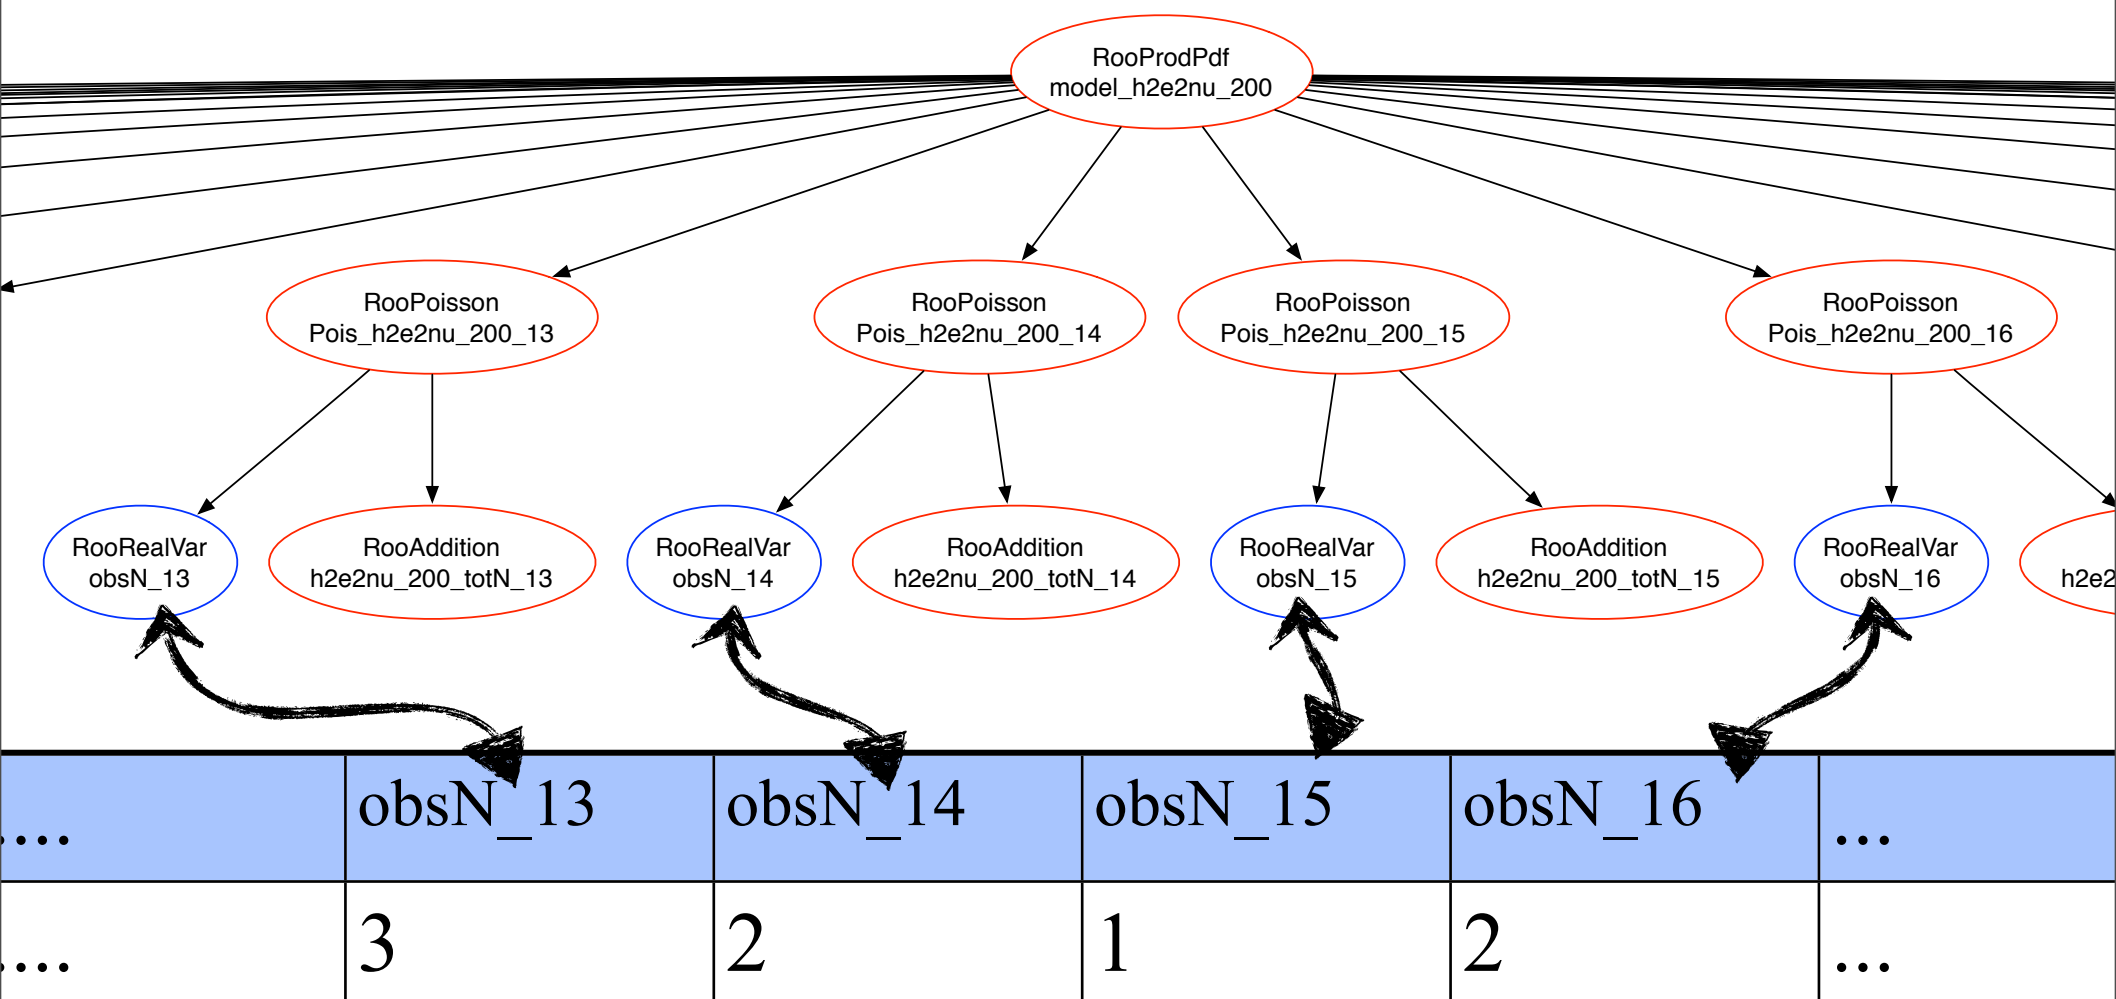 RooProdPdf
model_h2e2nu_200
RooPoisson
Pois_h2e2nu_200_13
RooPoisson
Pois_h2e2nu_200_14
RooPoisson
Pois_h2e2nu_200_15
RooPoisson
Pois_h2e2nu_200_16
RooRealVar
obsN_13
RooAddition
h2e2nu_200_totN_13
RooRealVar
obsN_14
RooAddition
h2e2nu_200_totN_14
RooRealVar
obsN_15
RooAddition
h2e2nu_200_totN_15
RooRealVar
obsN_16
h2e2
.... obsN_13 obsN_14 obsN_15 obsN_16 ...
.... 3 2 1 2 ...